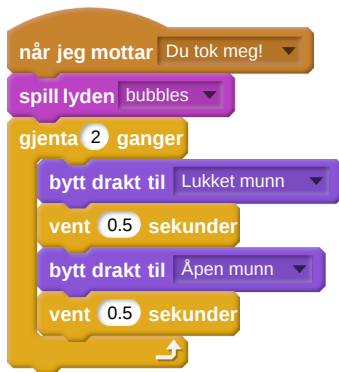 når jeg mottar Du tok meg!
spill lyden bubbles
gjenta 2 ganger
bytt drakt til Lukket munn
vent 0.5 sekunder
bytt drakt til Åpen munn
vent 0.5 sekunder